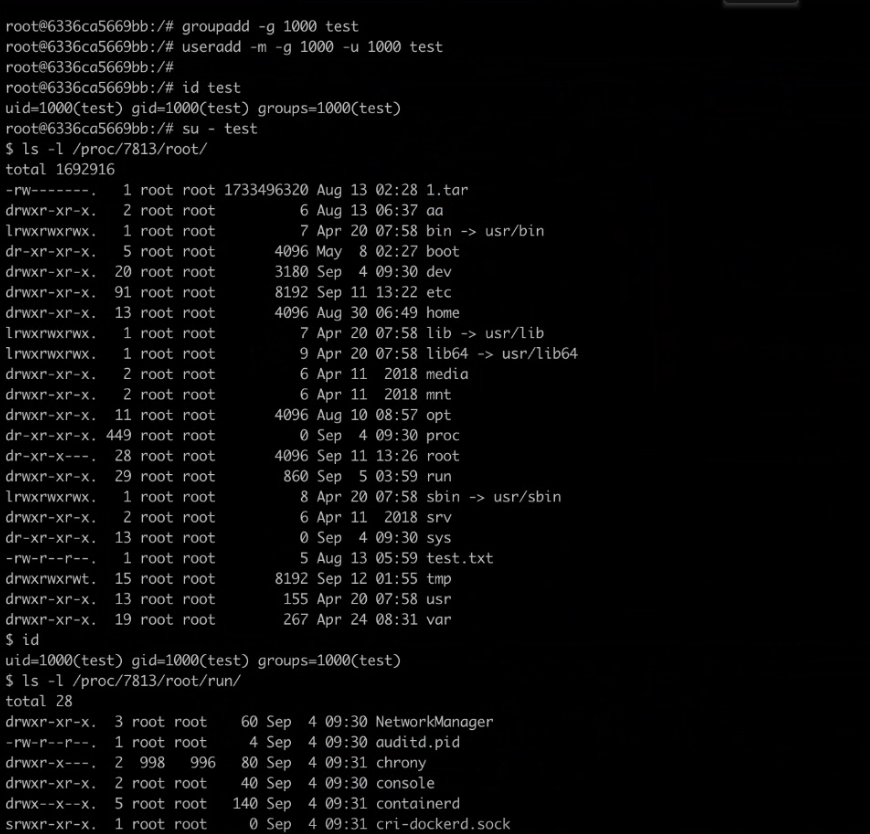 root@6336ca5669bb:/# groupadd -g 1000 test
root@6336ca5669bb:/# useradd -m -g 1000 -u 1000 test
root@6336ca5669bb:/#
root@6336ca5669bb:/# id test
uid=1000(test) gid=1000(test) groups=1000(test)
root@6336ca5669bb:/# su - test
$ ls -l /proc/7813/root/
total 1692916
-rw-------.   1 root root 1733496320 Aug 13 02:28 1.tar
drwxr-xr-x.   2 root root          6 Aug 13 06:37 aa
lrwxrwxrwx.   1 root root          7 Apr 20 07:58 bin -> usr/bin
dr-xr-xr-x.   5 root root       4096 May  8 02:27 boot
drwxr-xr-x.  20 root root       3180 Sep  4 09:30 dev
drwxr-xr-x.  91 root root       8192 Sep 11 13:22 etc
drwxr-xr-x.  13 root root       4096 Aug 30 06:49 home
lrwxrwxrwx.   1 root root          7 Apr 20 07:58 lib -> usr/lib
lrwxrwxrwx.   1 root root          9 Apr 20 07:58 lib64 -> usr/lib64
drwxr-xr-x.   2 root root          6 Apr 11  2018 media
drwxr-xr-x.   2 root root          6 Apr 11  2018 mnt
drwxr-xr-x.  11 root root       4096 Aug 10 08:57 opt
dr-xr-xr-x. 449 root root          0 Sep  4 09:30 proc
dr-xr-x---.  28 root root       4096 Sep 11 13:26 root
drwxr-xr-x.  29 root root        860 Sep  5 03:59 run
lrwxrwxrwx.   1 root root          8 Apr 20 07:58 sbin -> usr/sbin
drwxr-xr-x.   2 root root          6 Apr 11  2018 srv
dr-xr-xr-x.  13 root root          0 Sep  4 09:30 sys
-rw-r--r--.   1 root root          5 Aug 13 05:59 test.txt
drwxrwxrwt.  15 root root       8192 Sep 12 01:55 tmp
drwxr-xr-x.  13 root root        155 Apr 20 07:58 usr
drwxr-xr-x.  19 root root        267 Apr 24 08:31 var
$ id
uid=1000(test) gid=1000(test) groups=1000(test)
$ ls -l /proc/7813/root/run/
total 28
drwxr-xr-x.  3 root root    60 Sep  4 09:30 NetworkManager
-rw-r--r--.  1 root root     4 Sep  4 09:30 auditd.pid
drwxr-x---.  2  998   996   80 Sep  4 09:31 chrony
drwxr-xr-x.  2 root root    40 Sep  4 09:30 console
drwx--x--x.  5 root root   140 Sep  4 09:31 containerd
srwxr-xr-x.  1 root root     0 Sep  4 09:31 cri-dockerd.sock